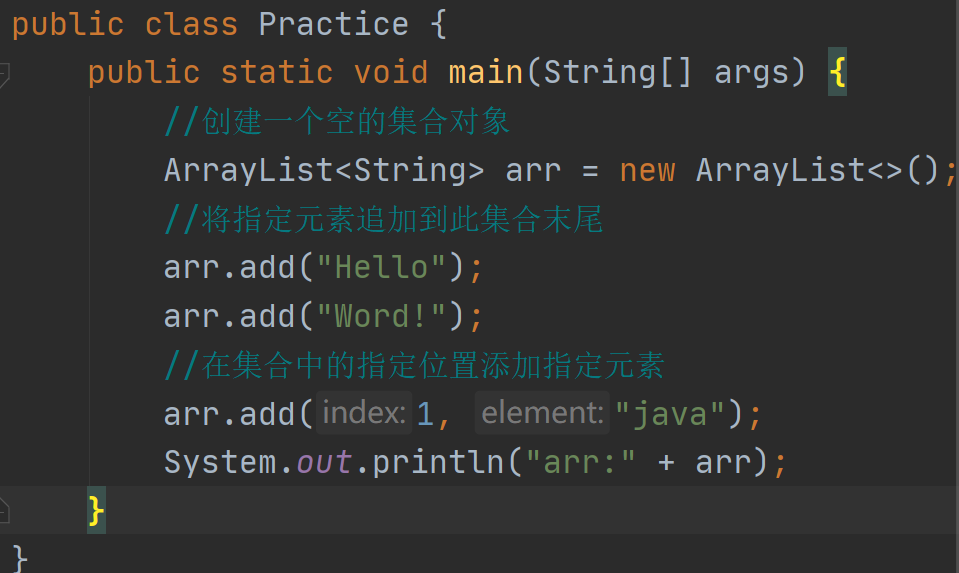 public class Practice {
public static void main(String[] args) {
//创建一个空的集合对象
ArrayList<String> arr = new ArrayList<>();
//将指定元素追加到此集合末尾
arr.add("Hello");
arr.add("Word!");
//在集合中的指定位置添加指定元素
arr.add( index: 1, element: "java");
System.out.println("arr:" + arr);
}
}